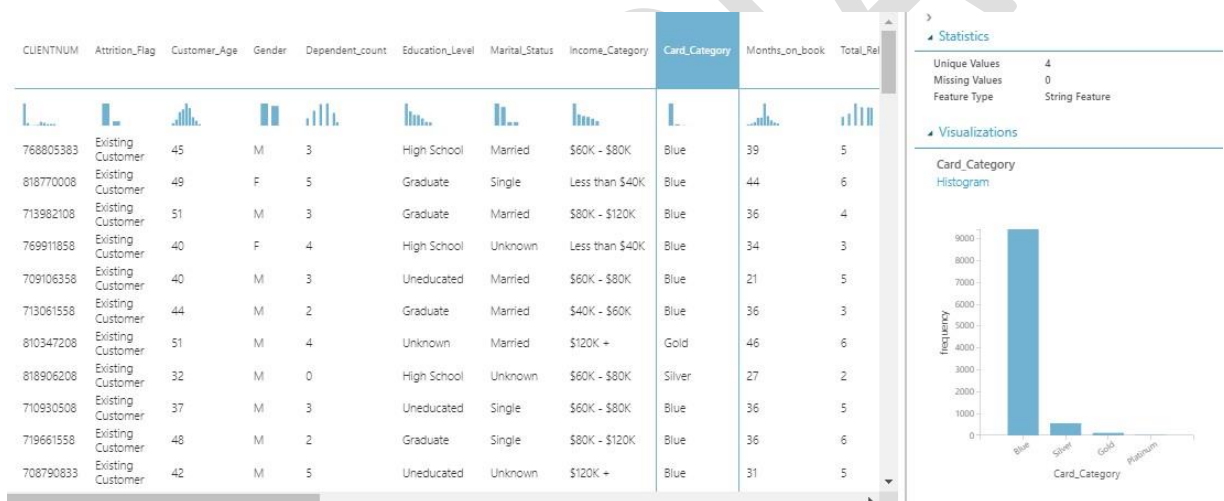 CLIENTNUM Attrition_Flag Customer_Age Gender Dependent_count Education_Level Marital_Status Income_Category Card_Category Months_on_book Total_Rel
768805383 Existing Customer 45 M 3 High School Married $60K - $80K Blue 39 5
818770008 Existing Customer 49 F 5 Graduate Single Less than $40K Blue 44 6
713982108 Existing Customer 51 M 3 Graduate Married $80K - $120K Blue 36 4
769911858 Existing Customer 40 F 4 High School Unknown Less than $40K Blue 34 3
709106358 Existing Customer 40 M 3 Uneducated Married $60K - $80K Blue 21 5
713061558 Existing Customer 44 M 2 Graduate Married $40K - $60K Blue 36 3
810347208 Existing Customer 51 M 4 Unknown Married $120K + Gold 46 6
818906208 Existing Customer 32 M 0 High School Unknown $60K - $80K Silver 27 2
710930508 Existing Customer 37 M 3 Uneducated Single $60K - $80K Blue 36 5
719661558 Existing Customer 48 M 2 Graduate Single $80K - $120K Blue 36 6
708790833 Existing Customer 42 M 5 Uneducated Unknown $120K + Blue 31 5
Statistics
Unique Values 4
Missing Values 0
Feature Type String Feature
Visualizations
Card_Category
Histogram
frequency
9000
8000
7000
6000
5000
4000
3000
2000
1000
0
Blue Silver Gold Platinum
Card_Category